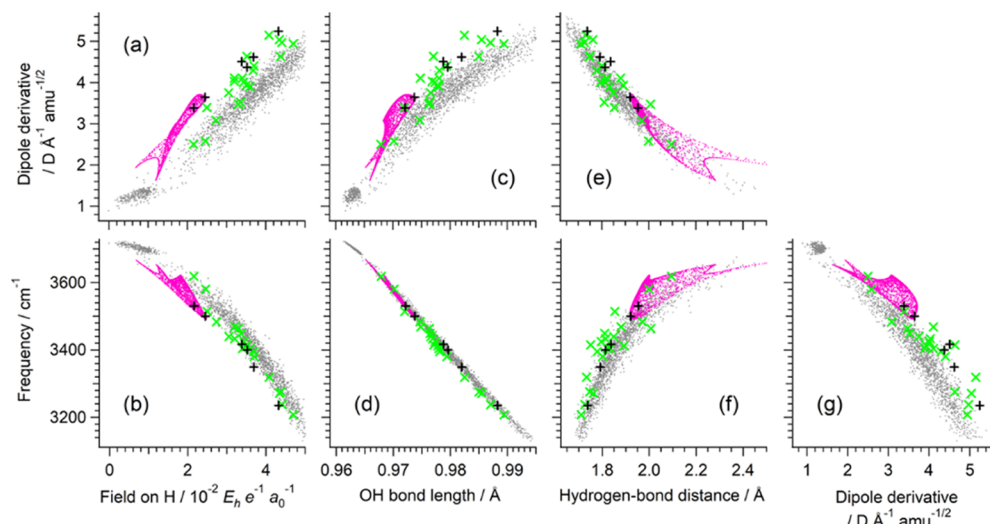 (a)
(c)
(e)
Dipole derivative
/ D Å⁻¹ amu⁻¹/²
5
4
3
2
1
(b)
(d)
(f)
(g)
Frequency / cm⁻¹
3600
3400
3200
0 2 4
0.96 0.97 0.98 0.99
1.8 2.0 2.2 2.4
1 2 3 4 5
Field on H / 10⁻² Eₕ e⁻¹ a₀⁻¹
OH bond length / Å
Hydrogen-bond distance / Å
Dipole derivative
/ D Å⁻¹ amu⁻¹/²